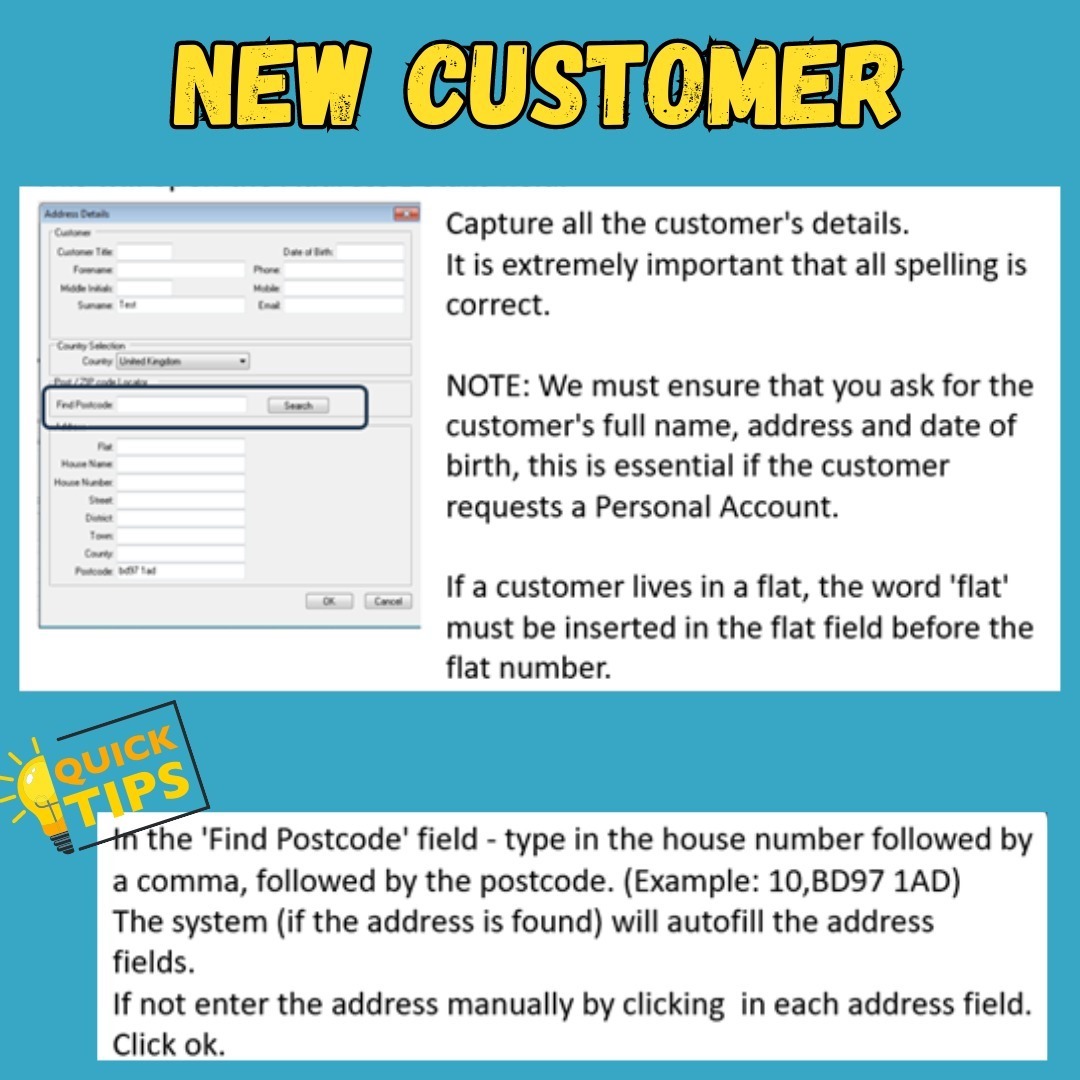 NEW CUSTOMER
Address Details
Customer
Customer Title:
Date of Birth:
Forename:
Phone:
Middle Initials:
Mobile:
Surname: Test
Email:
Country Selection
Country: United Kingdom
Post / ZIP code Locator
Find Postcode:
Search
Flat:
House Name:
House Number:
Street:
District:
Town:
County:
Postcode: bd97 1ad
OK
Cancel
Capture all the customer's details.
It is extremely important that all spelling is
correct.
NOTE: We must ensure that you ask for the
customer's full name, address and date of
birth, this is essential if the customer
requests a Personal Account.
If a customer lives in a flat, the word 'flat'
must be inserted in the flat field before the
flat number.
QUICK
TIPS
In the 'Find Postcode' field - type in the house number followed by
a comma, followed by the postcode. (Example: 10,BD97 1AD)
The system (if the address is found) will autofill the address
fields.
If not enter the address manually by clicking  in each address field.
Click ok.